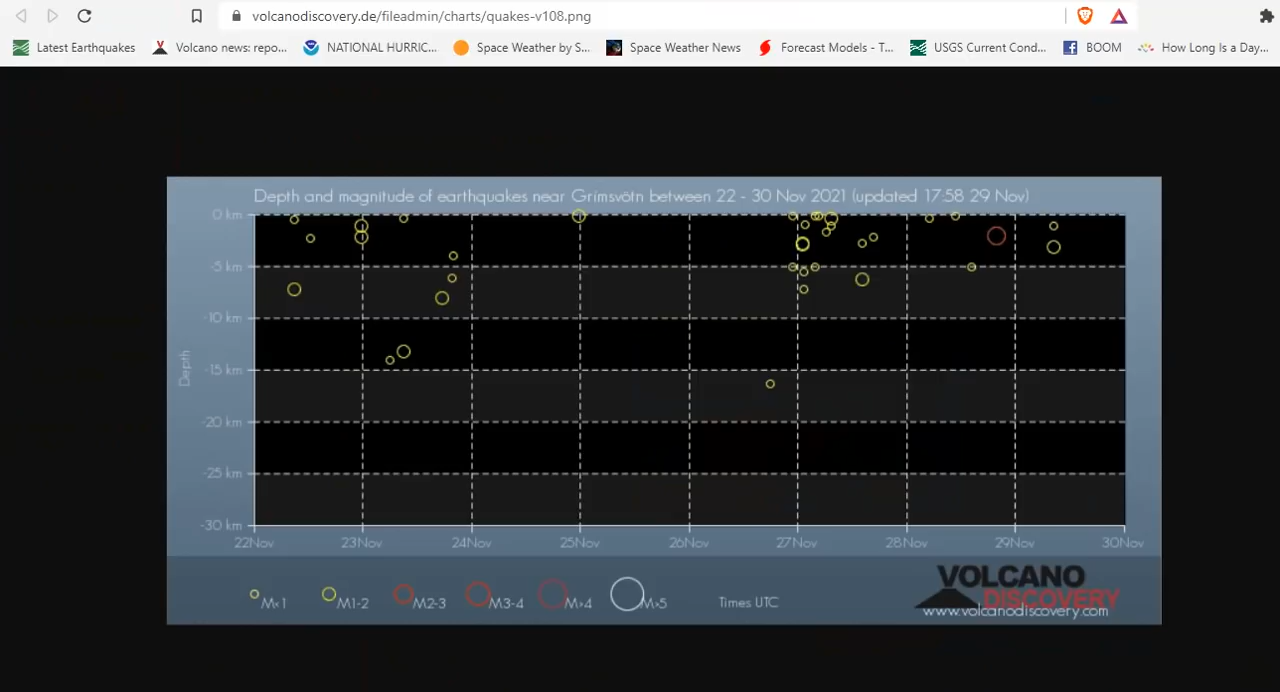 volcanodiscovery.de/fileadmin/charts/quakes-v108.png
Latest Earthquakes Volcano news: repo... NATIONAL HURRIC... Space Weather by S... Space Weather News Forecast Models - T... USGS Current Cond... BOOM How Long Is a Day...
Depth and magnitude of earthquakes near Grímsvötn between 22 - 30 Nov 2021 (updated 17:58 29 Nov)
0 km
-5 km
-10 km
-15 km
-20 km
-25 km
-30 km
Depth
22Nov 23Nov 24Nov 25Nov 26Nov 27Nov 28Nov 29Nov 30Nov
M<1 M1-2 M2-3 M3-4 M>4 M>5 Times UTC
VOLCANO
DISCOVERY
www.volcanodiscovery.com